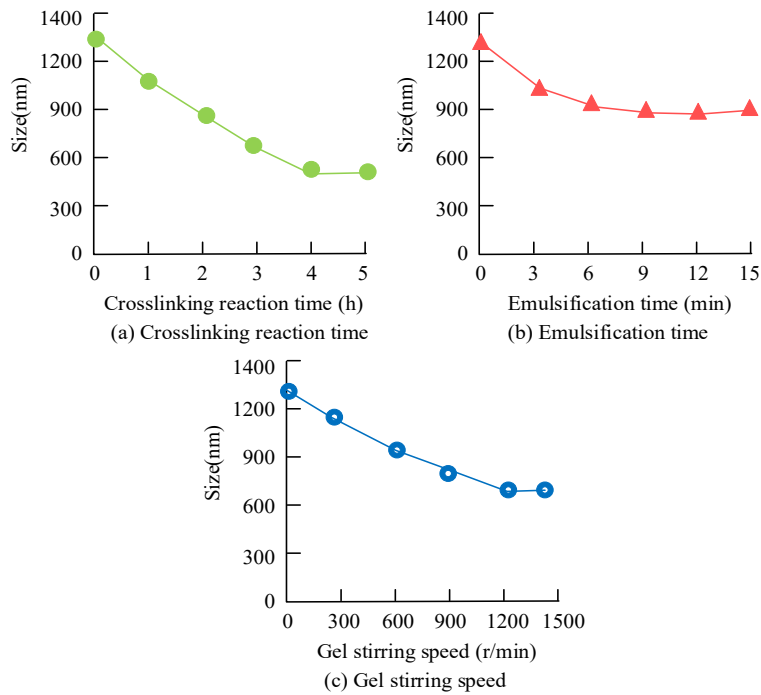 1400
1200
900
600
300
0
Size(nm)
0 1 2 3 4 5
Crosslinking reaction time (h)
(a) Crosslinking reaction time
1400
1200
900
600
300
0
Size(nm)
0 3 6 9 12 15
Emulsification time (min)
(b) Emulsification time
1400
1200
900
600
300
0
Size(nm)
0 300 600 900 1200 1500
Gel stirring speed (r/min)
(c) Gel stirring speed